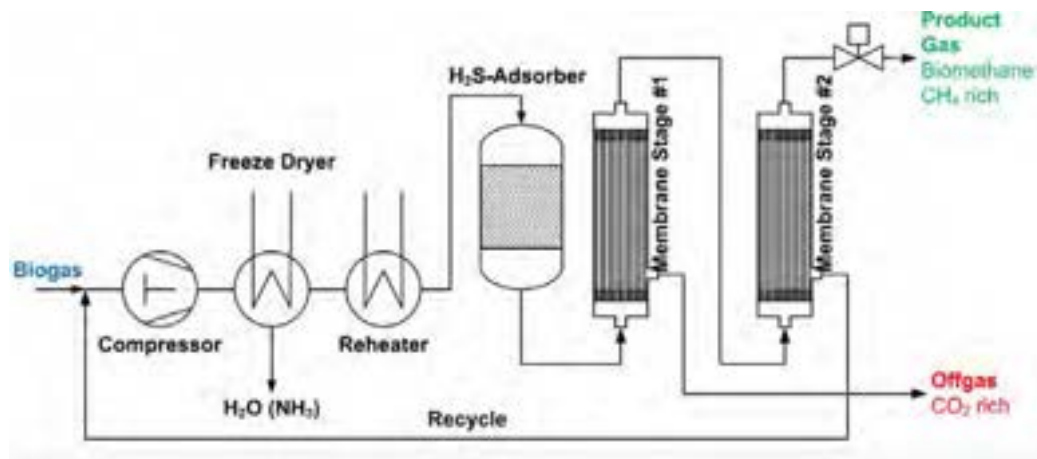 Product
Gas
Biomethane
CH₄ rich
H₂S-Adsorber
Membrane Stage #1
Membrane Stage #2
Freeze Dryer
Biogas
Compressor
Reheater
H₂O (NH₃)
Recycle
Offgas
CO₂ rich